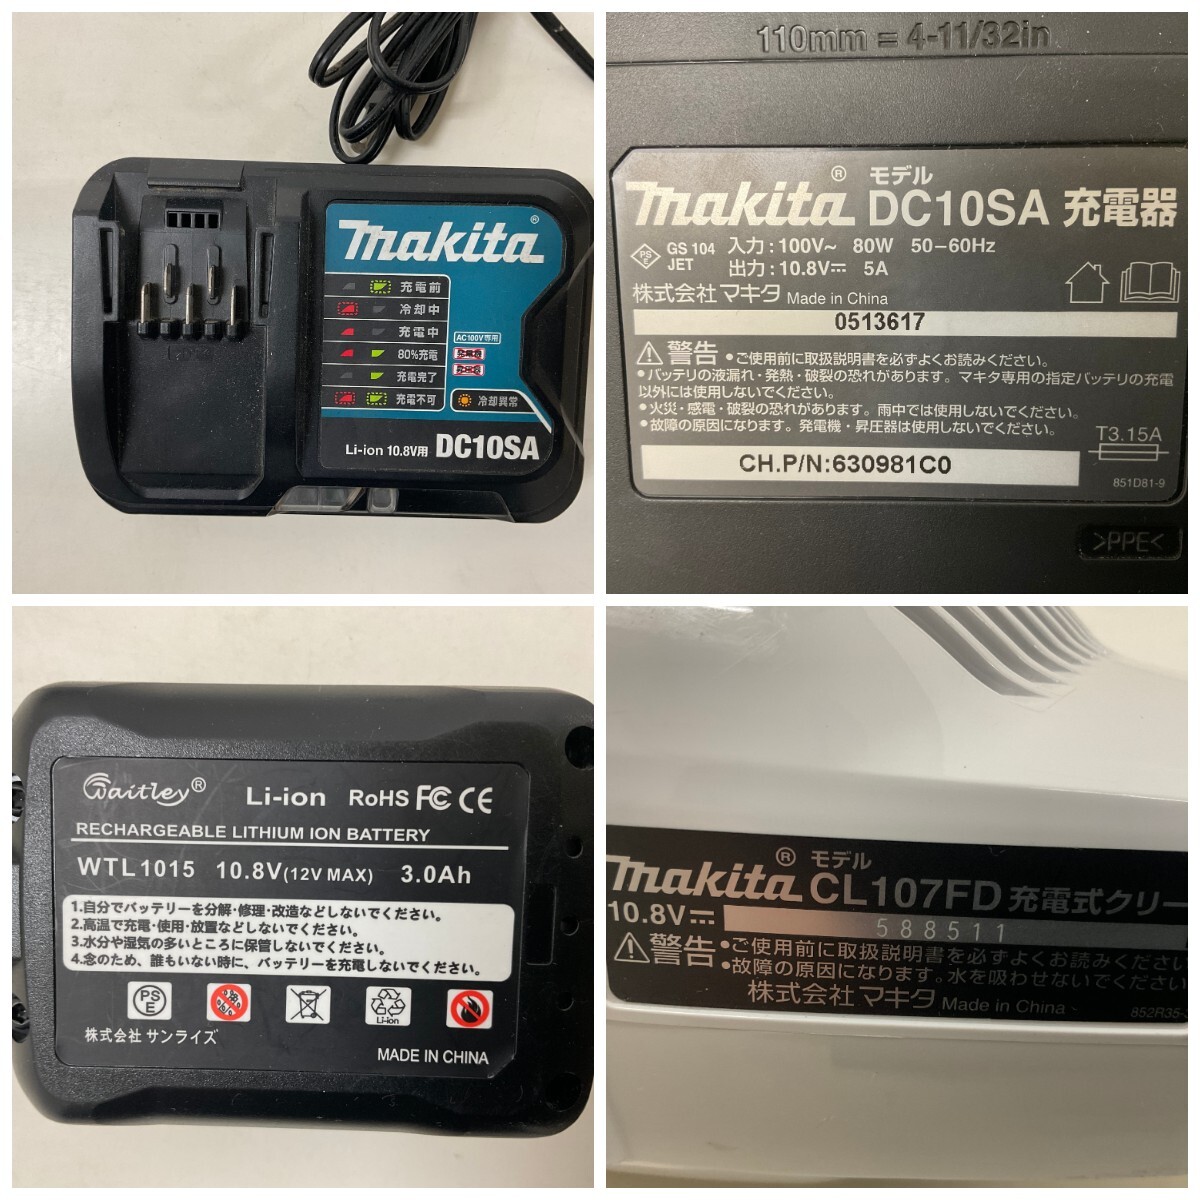 makita®
充電前
冷却中
充電中
80%充電
充電完了
充電不可
AC100V専用
冷却異常
Li-ion 10.8V用 DC10SA
110mm = 4-11/32in
makita® モデル DC10SA 充電器
PS E GS 104 JET
入力:100V~ 80W 50-60Hz
出力:10.8V⎓ 5A
株式会社 マキタ Made in China
0513617
⚠警告 •ご使用前に取扱説明書を必ずよくお読みください。
•バッテリの液漏れ・発熱・破裂の恐れがあります。マキタ専用の指定バッテリの充電
以外には使用しないでください。
•火災・感電・破裂の恐れがあります。雨中では使用しないでください。
•故障の原因になります。発電機・昇圧器は使用しないでください。
T3.15A
CH.P/N:630981C0
851D81-9
>PPE<
Waitley® Li-ion RoHS FC CE
RECHARGEABLE LITHIUM ION BATTERY
WTL1015 10.8V(12V MAX) 3.0Ah
1.自分でバッテリーを分解・修理・改造などしないでください。
2.高温で充電・使用・放置などしないでください。
3.水分や湿気の多いところに保管しないでください。
4.念のため、誰もいない時に、バッテリーを充電しないでください。
PS E
Li-ion
株式会社 サンライズ
MADE IN CHINA
makita® モデル CL107FD 充電式クリー
10.8V⎓ 588511
⚠警告 •ご使用前に取扱説明書を必ずよくお読みくださ
•故障の原因になります。水を吸わせないでください
株式会社 マキタ Made in China
852R35-